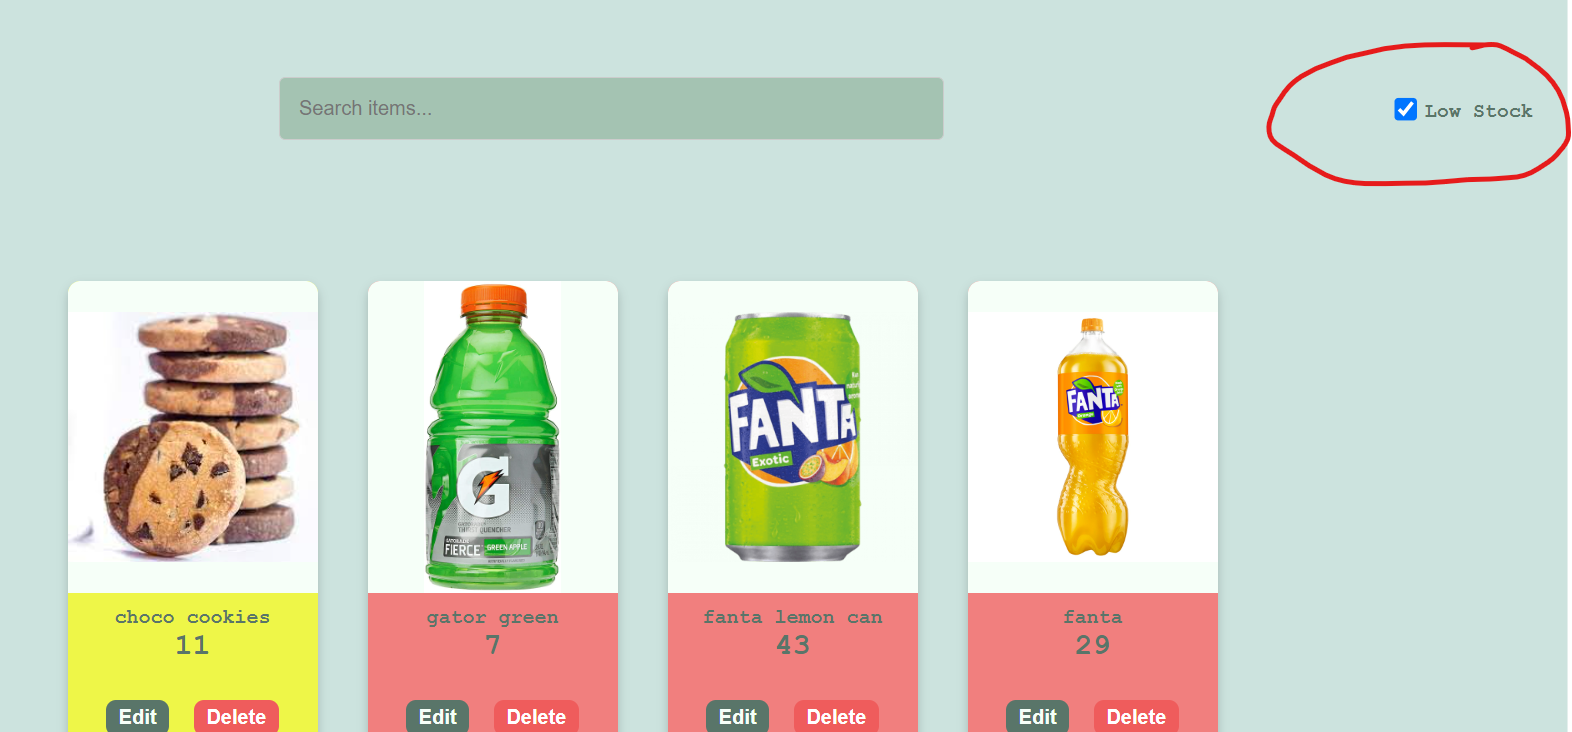 Search items...
Low Stock
FANTA
Exotic
FANTA
G
THIRST QUENCHER
FIERCE GREEN APPLE
choco cookies
gator green
fanta lemon can
fanta
11
7
43
29
Edit Delete
Edit Delete
Edit Delete
Edit Delete